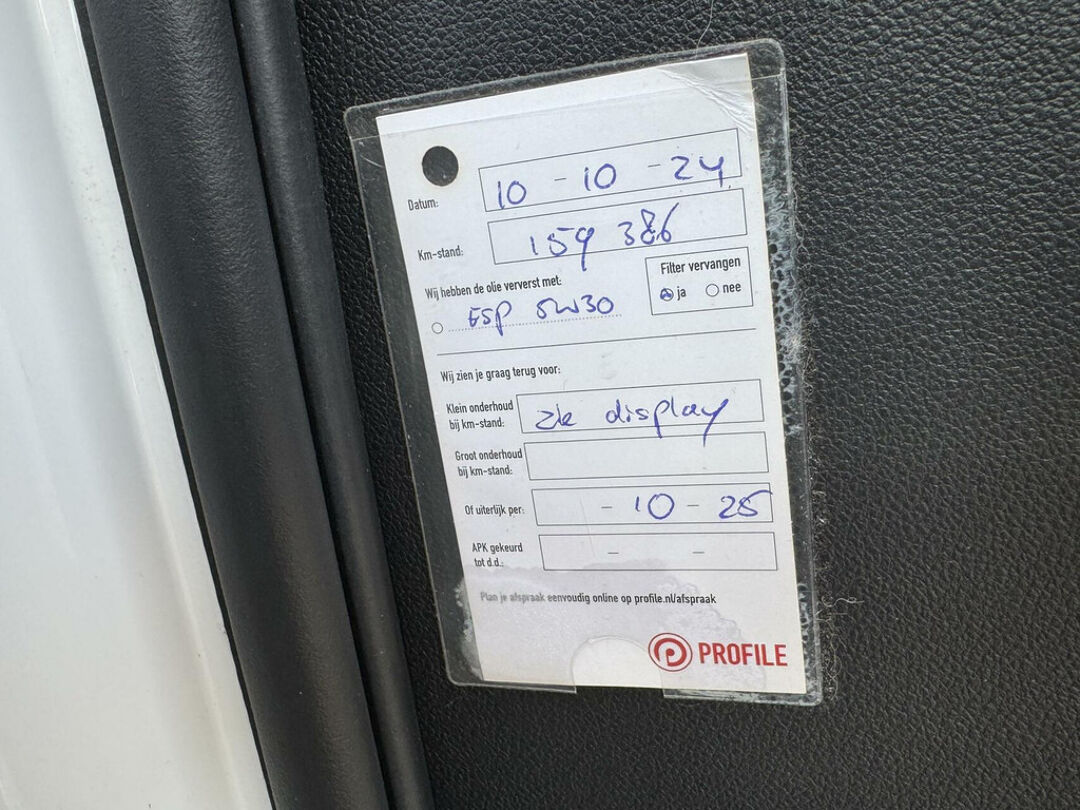 Datum: 10 - 10 - 24
Km-stand: 159 386
Wij hebben de olie ververst met:
ESP 5W30
Filter vervangen
ja nee
Wij zien je graag terug voor:
Klein onderhoud
bij km-stand: zie display
Groot onderhoud
bij km-stand:
Of uiterlijk per: - 10 - 25
APK gekeurd
tot d.d.: - -
Plan je afspraak eenvoudig online op profile.nl/afspraak
PROFILE